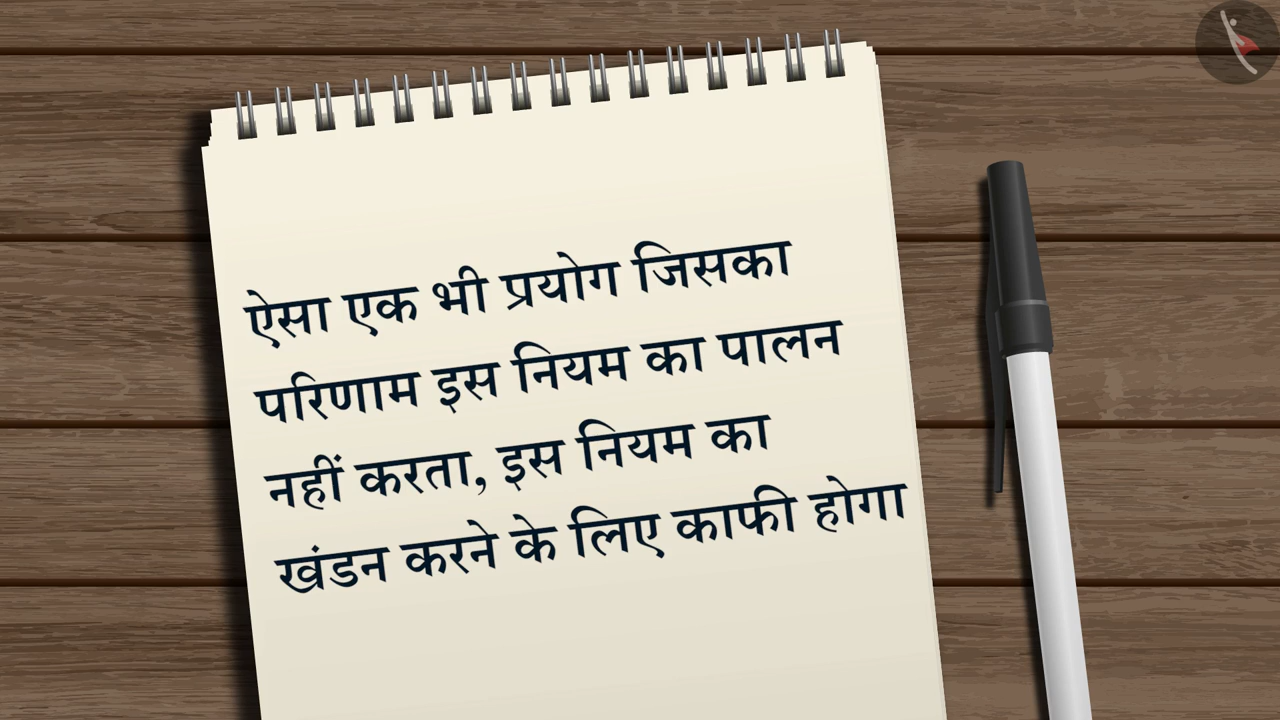 ऐसा एक भी प्रयोग जिसका
परिणाम इस नियम का पालन
नहीं करता, इस नियम का
खंडन करने के लिए काफी होगा